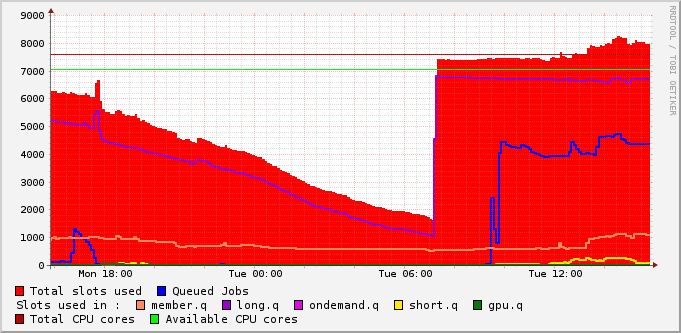 9000
8000
7000
6000
5000
4000
3000
2000
1000
0
Mon 18:00 Tue 00:00 Tue 06:00 Tue 12:00
RRDTOOL / TOBI OETIKER
Total slots used Queued Jobs
Slots used in : member.q long.q ondemand.q short.q gpu.q
Total CPU cores Available CPU cores